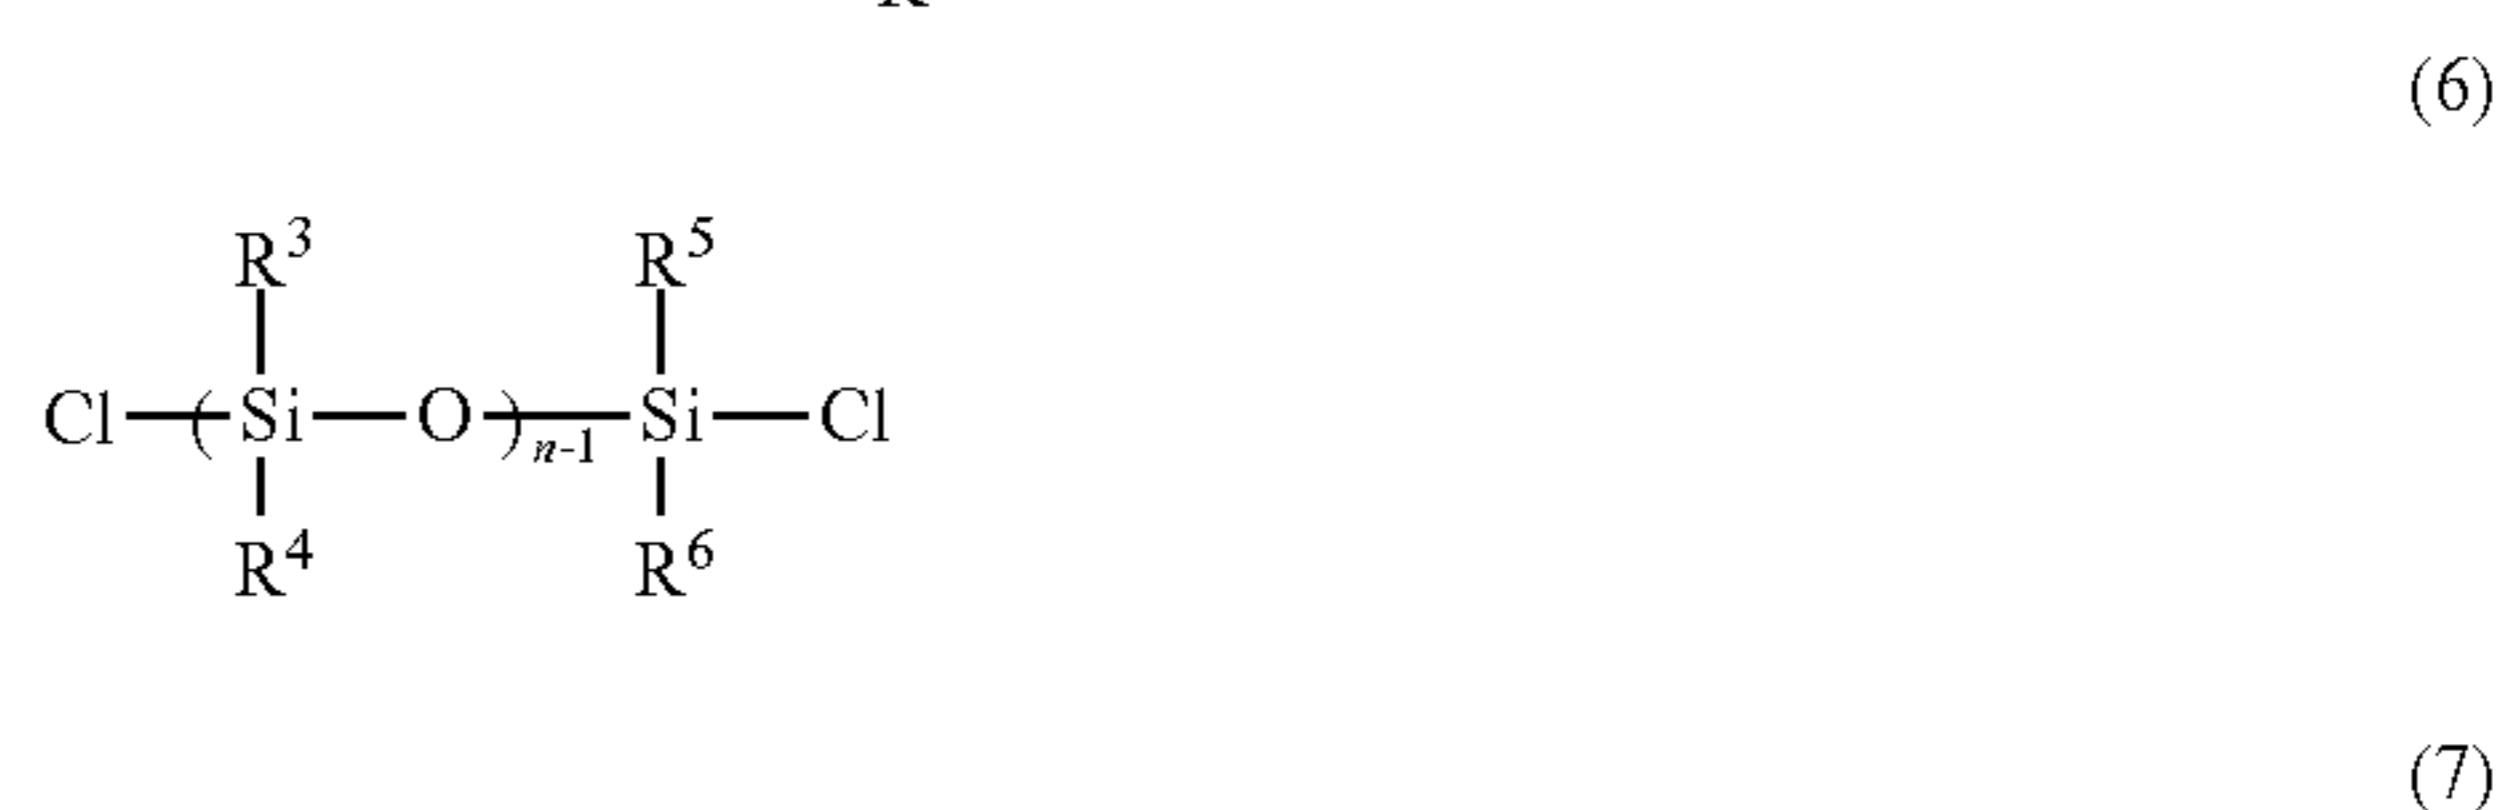 (6)
R³ R⁵
Cl—(Si—O)ₙ₋₁—Si—Cl
R⁴ R⁶
(7)